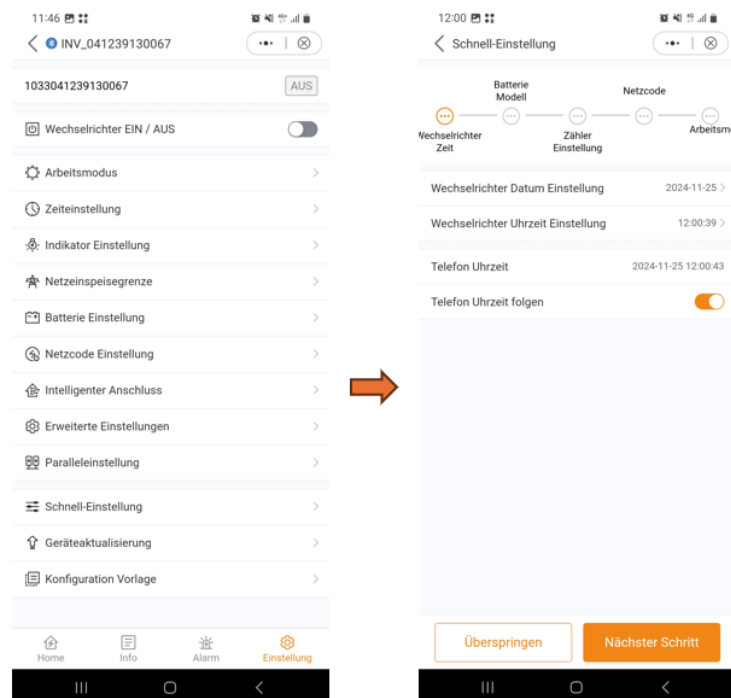 11:46
INV_041239130067
1033041239130067
AUS
Wechselrichter EIN / AUS
Arbeitsmodus
Zeiteinstellung
Indikator Einstellung
Netzeinspeisegrenze
Batterie Einstellung
Netzcode Einstellung
Intelligenter Anschluss
Erweiterte Einstellungen
Paralleleinstellung
Schnell-Einstellung
Geräteaktualisierung
Konfiguration Vorlage
Home Info Alarm Einstellung
12:00
Schnell-Einstellung
Batterie
Modell
Netzcode
Wechselrichter
Zeit
Zähler
Einstellung
Arbeitsm
Wechselrichter Datum Einstellung 2024-11-25
Wechselrichter Uhrzeit Einstellung 12:00:39
Telefon Uhrzeit 2024-11-25 12:00:43
Telefon Uhrzeit folgen
Überspringen Nächster Schritt